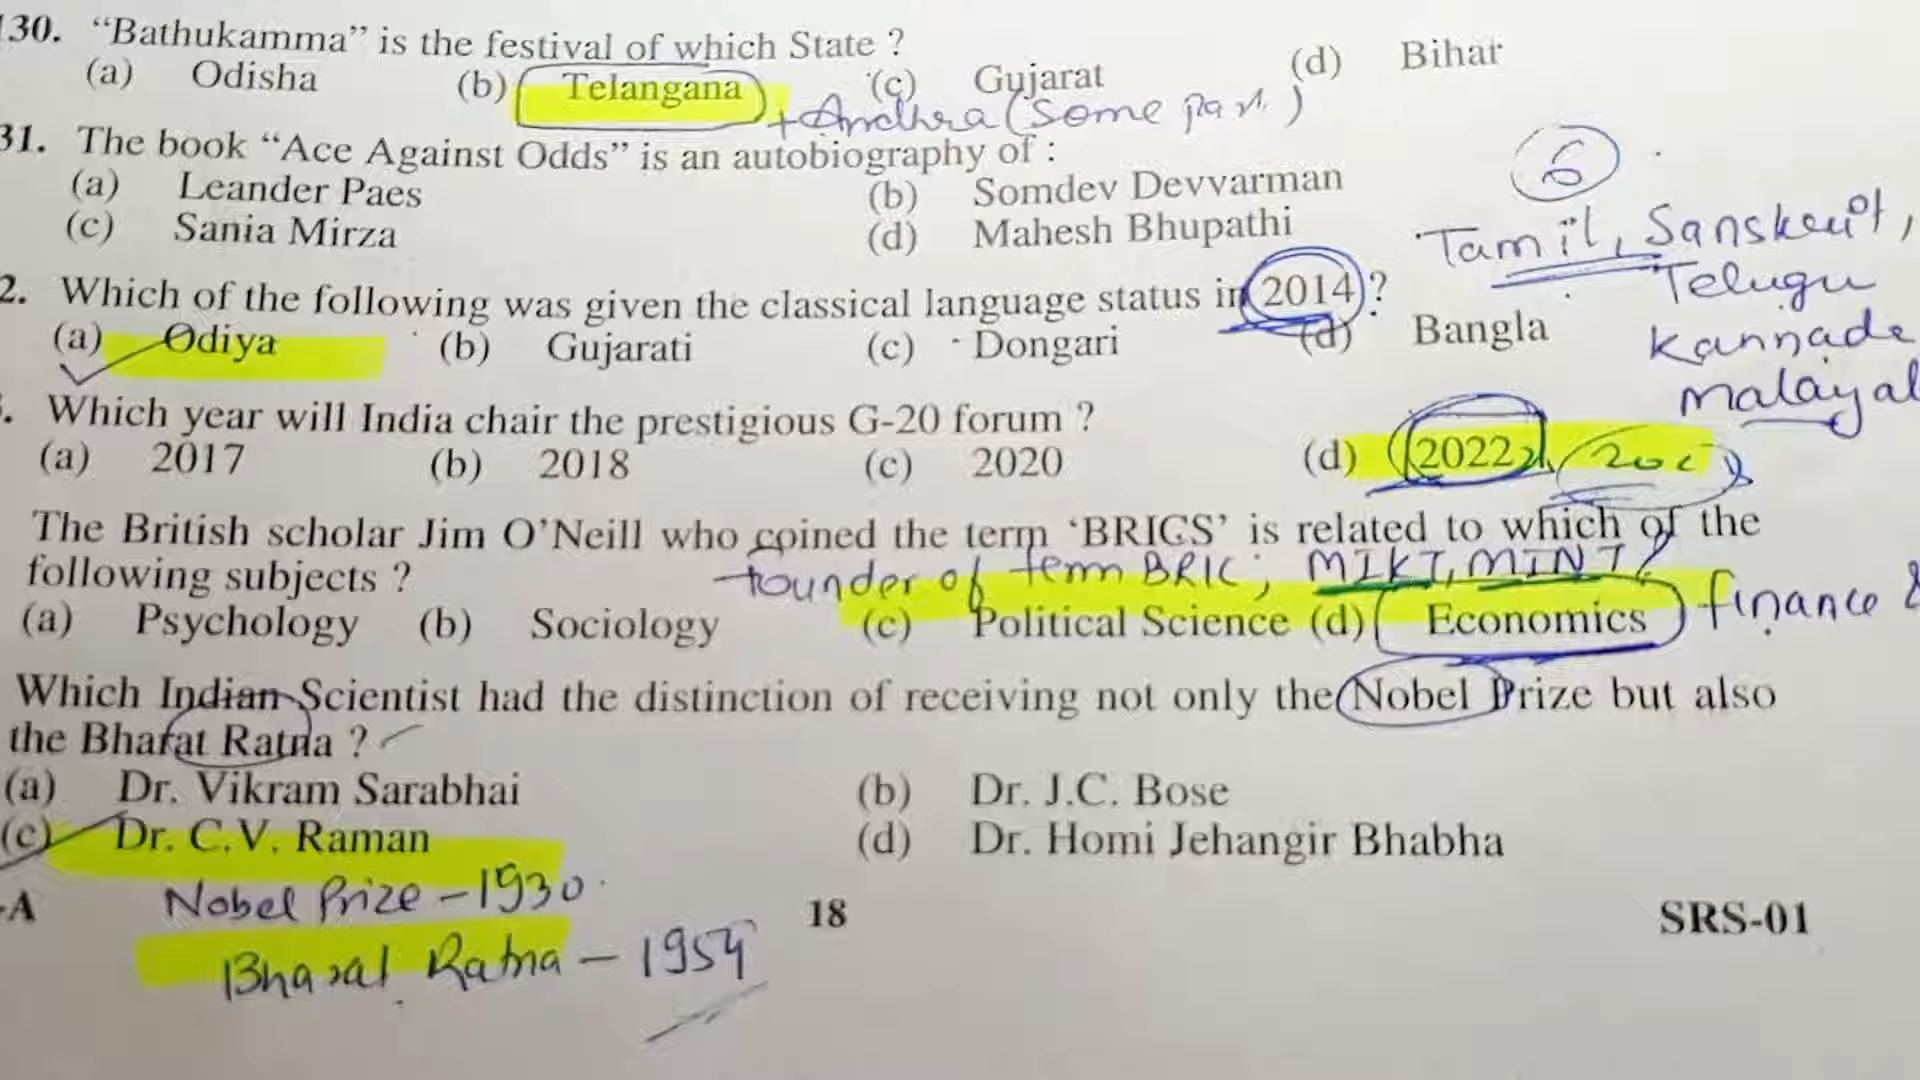 130. “Bathukamma” is the festival of which State ?
(a) Odisha (b) Telangana (c) Gujarat (d) Bihar
+ Andhra (Some part.)
31. The book “Ace Against Odds” is an autobiography of :
(a) Leander Paes (b) Somdev Devvarman
(c) Sania Mirza (d) Mahesh Bhupathi
6
Tamil, Sanskrit,
Telugu
Kannade
Malayal
2. Which of the following was given the classical language status in 2014 ?
(a) Odiya (b) Gujarati (c) Dongari (d) Bangla
. Which year will India chair the prestigious G-20 forum ?
(a) 2017 (b) 2018 (c) 2020 (d) 2022
The British scholar Jim O’Neill who coined the term ‘BRICS’ is related to which of the
following subjects ?
founder of term BRIC; MIKT, MINT
(a) Psychology (b) Sociology (c) Political Science (d) Economics finance &
Which Indian Scientist had the distinction of receiving not only the Nobel Prize but also
the Bharat Ratna ?
(a) Dr. Vikram Sarabhai (b) Dr. J.C. Bose
(c) Dr. C.V. Raman (d) Dr. Homi Jehangir Bhabha
Nobel Prize – 1930
Bharat Ratna – 1954
-A 18 SRS-01